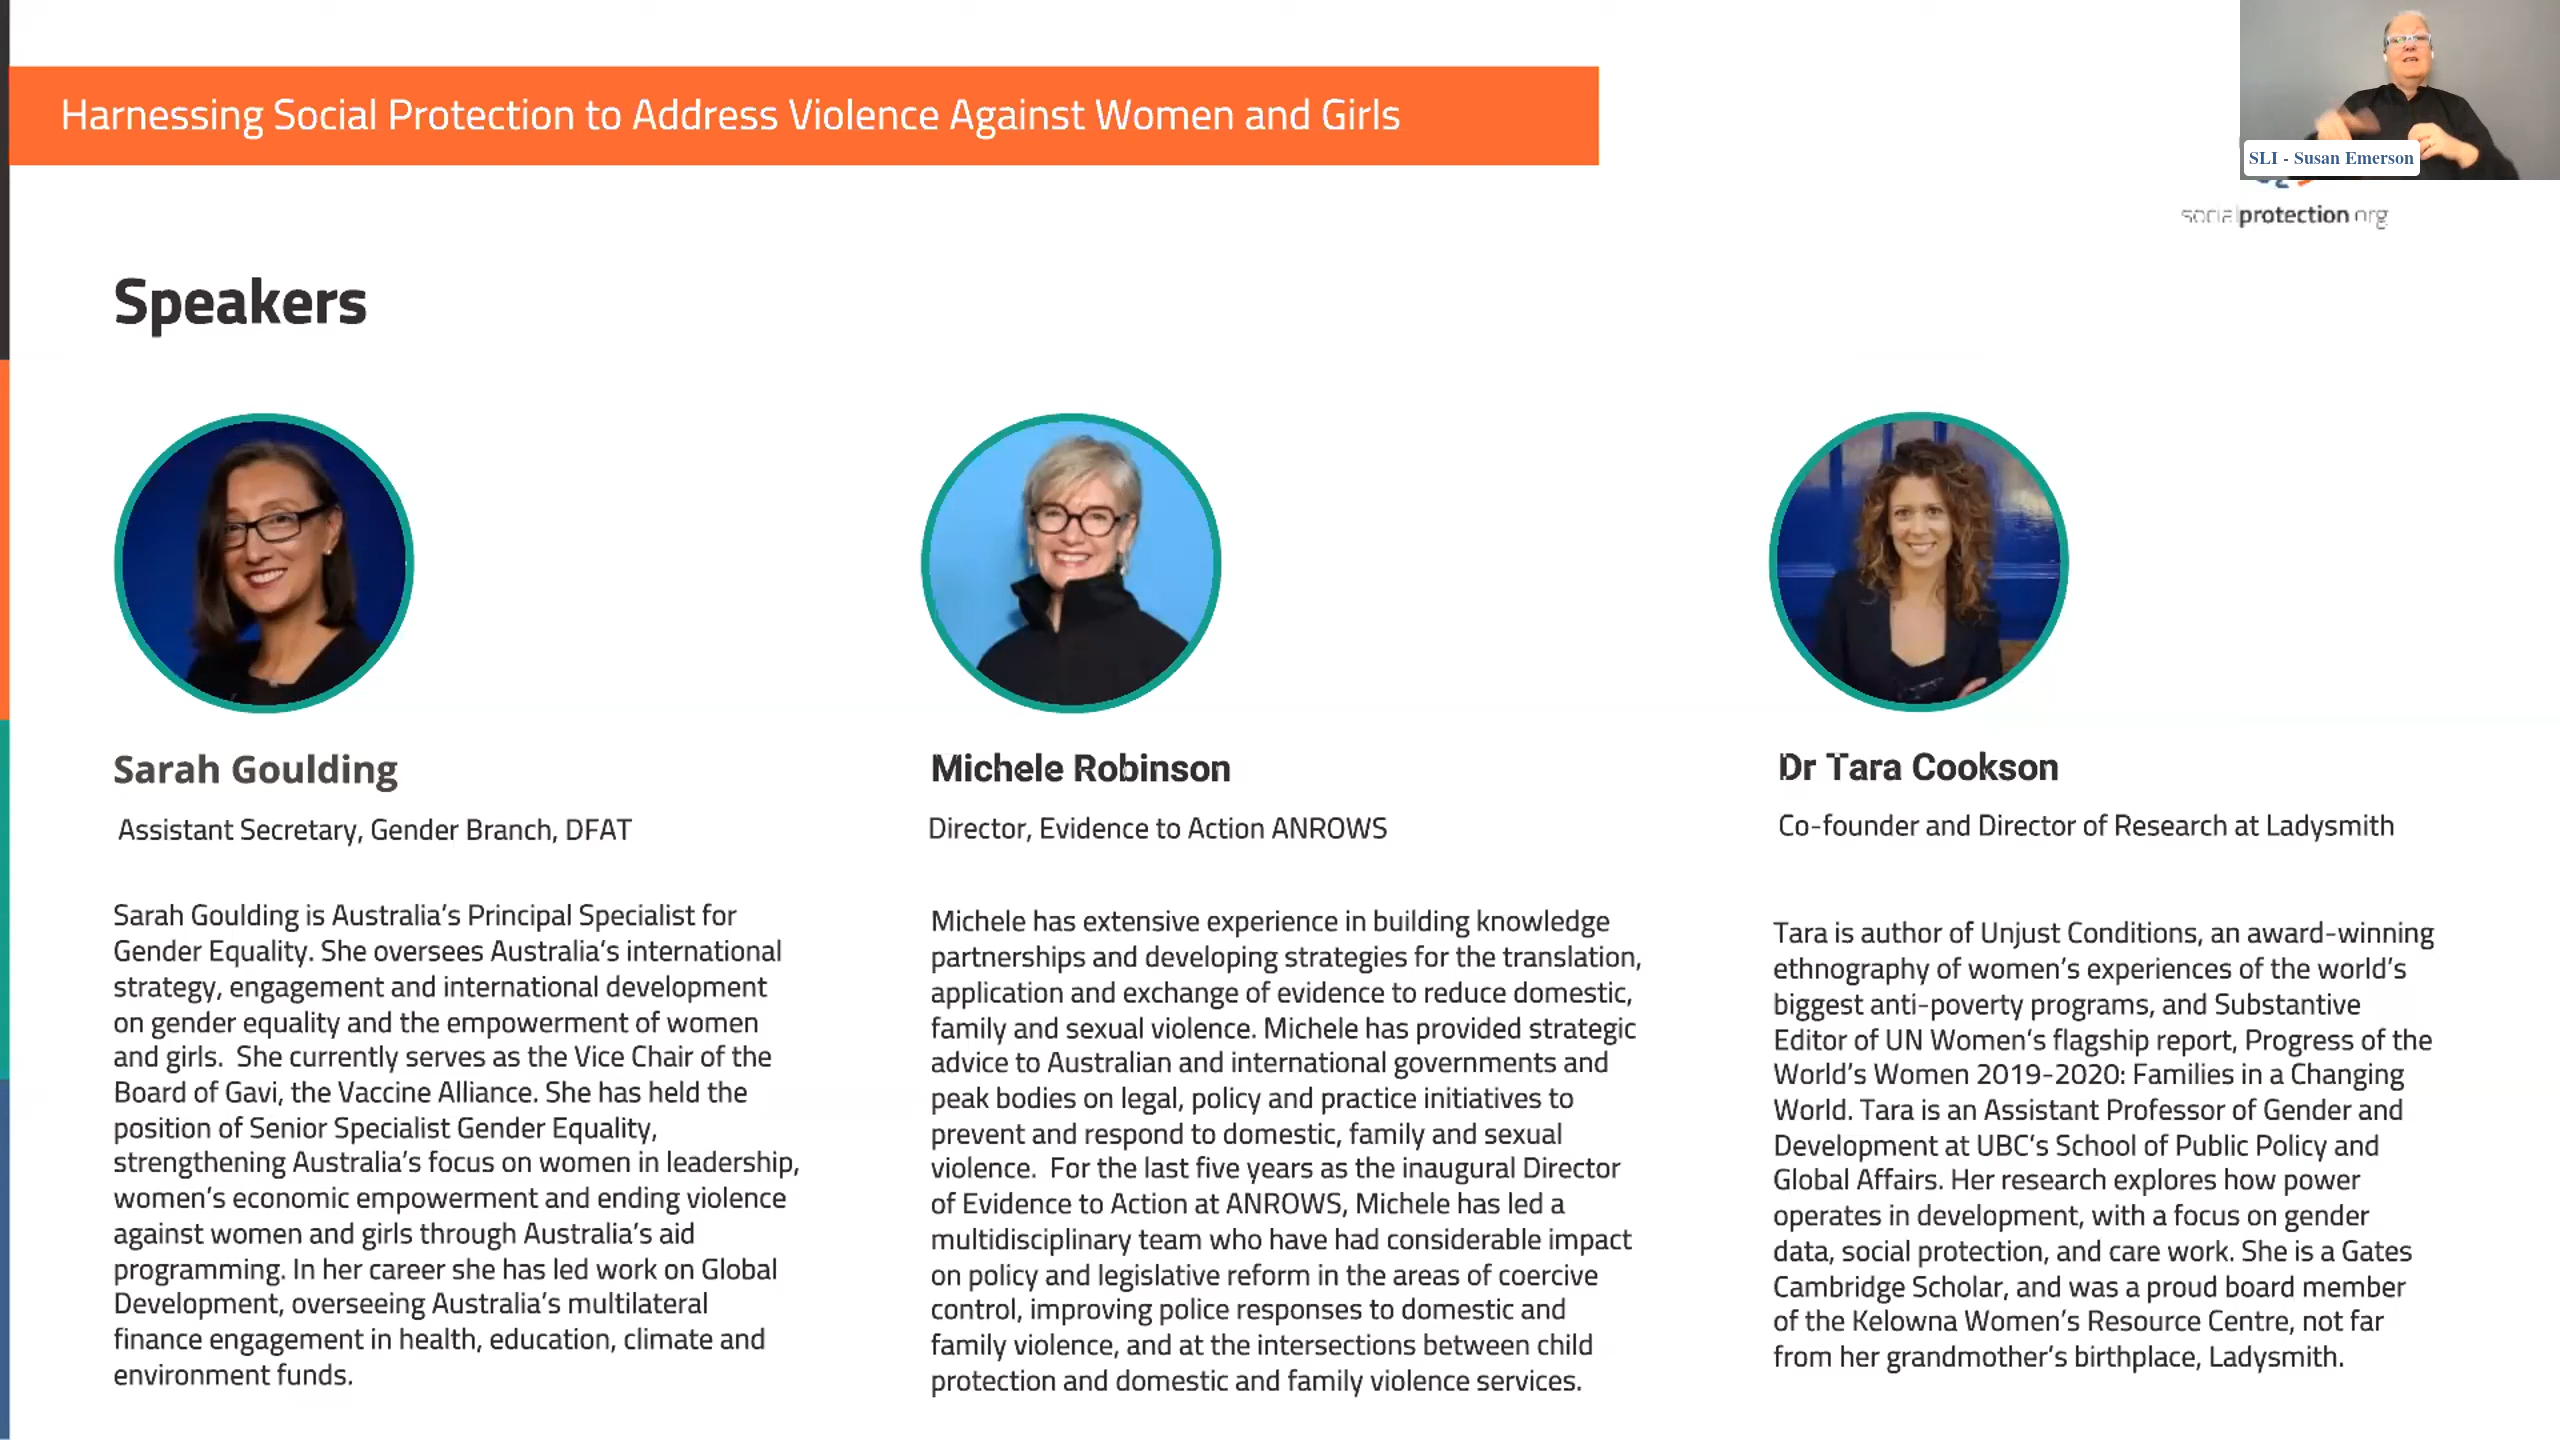 Harnessing Social Protection to Address Violence Against Women and Girls
SLI - Susan Emerson
socialprotection.org
Speakers
Sarah Goulding
Assistant Secretary, Gender Branch, DFAT
Sarah Goulding is Australia's Principal Specialist for
Gender Equality. She oversees Australia's international
strategy, engagement and international development
on gender equality and the empowerment of women
and girls.  She currently serves as the Vice Chair of the
Board of Gavi, the Vaccine Alliance. She has held the
position of Senior Specialist Gender Equality,
strengthening Australia's focus on women in leadership,
women's economic empowerment and ending violence
against women and girls through Australia's aid
programming. In her career she has led work on Global
Development, overseeing Australia's multilateral
finance engagement in health, education, climate and
environment funds.
Michele Robinson
Director, Evidence to Action ANROWS
Michele has extensive experience in building knowledge
partnerships and developing strategies for the translation,
application and exchange of evidence to reduce domestic,
family and sexual violence. Michele has provided strategic
advice to Australian and international governments and
peak bodies on legal, policy and practice initiatives to
prevent and respond to domestic, family and sexual
violence.  For the last five years as the inaugural Director
of Evidence to Action at ANROWS, Michele has led a
multidisciplinary team who have had considerable impact
on policy and legislative reform in the areas of coercive
control, improving police responses to domestic and
family violence, and at the intersections between child
protection and domestic and family violence services.
Dr Tara Cookson
Co-founder and Director of Research at Ladysmith
Tara is author of Unjust Conditions, an award-winning
ethnography of women's experiences of the world's
biggest anti-poverty programs, and Substantive
Editor of UN Women's flagship report, Progress of the
World's Women 2019-2020: Families in a Changing
World. Tara is an Assistant Professor of Gender and
Development at UBC's School of Public Policy and
Global Affairs. Her research explores how power
operates in development, with a focus on gender
data, social protection, and care work. She is a Gates
Cambridge Scholar, and was a proud board member
of the Kelowna Women's Resource Centre, not far
from her grandmother's birthplace, Ladysmith.